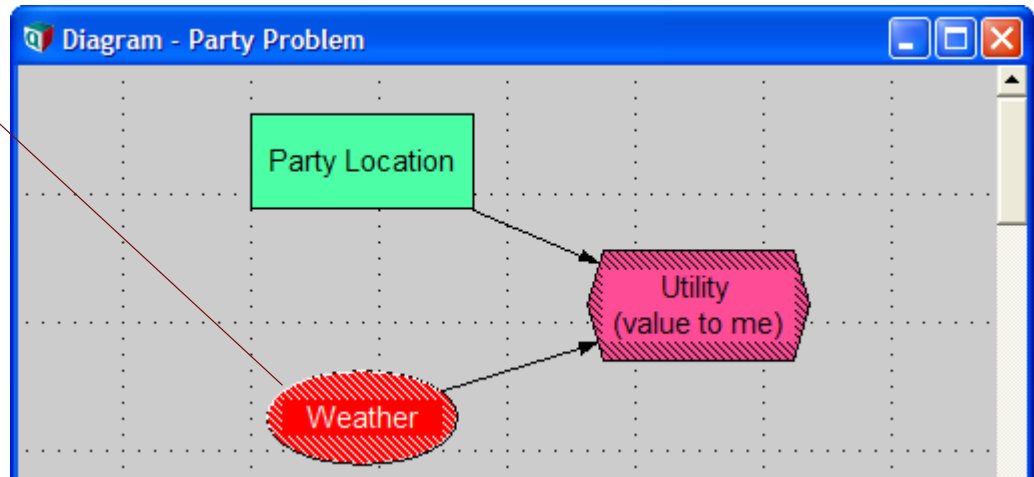 Diagram - Party Problem
Party Location
Utility
(value to me)
Weather